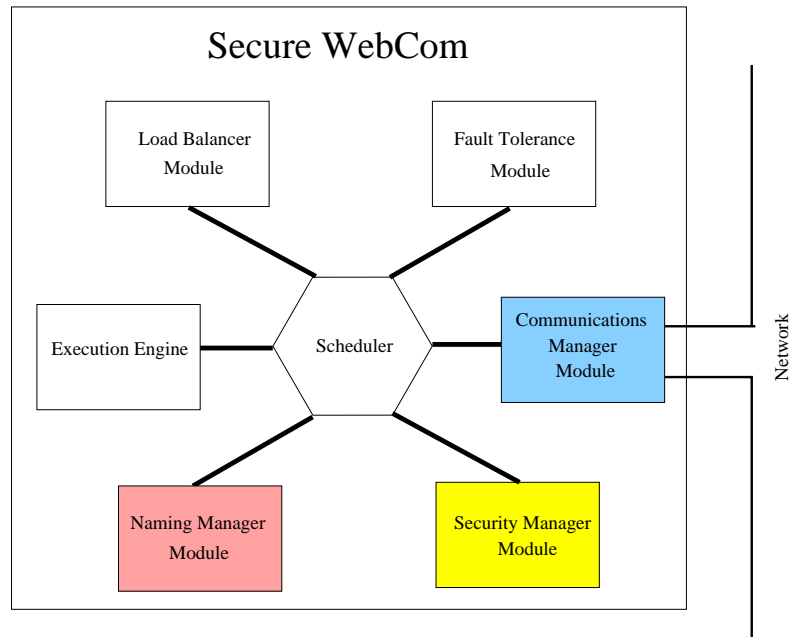 Secure WebCom
Load Balancer
Module
Fault Tolerance
Module
Execution Engine
Scheduler
Communications
Manager
Module
Network
Naming Manager
Module
Security Manager
Module